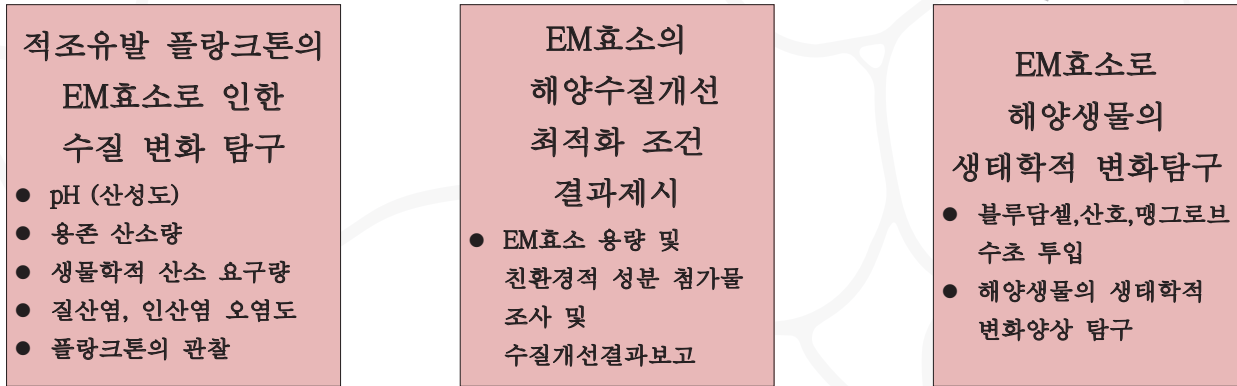 적조유발 플랑크톤의
EM효소로 인한
수질 변화 탐구
● pH (산성도)
● 용존 산소량
● 생물학적 산소 요구량
● 질산염, 인산염 오염도
● 플랑크톤의 관찰
EM효소의
해양수질개선
최적화 조건
결과제시
● EM효소 용량 및
친환경적 성분 첨가물
조사 및
수질개선결과보고
EM효소로
해양생물의
생태학적 변화탐구
● 블루담셀,산호,맹그로브
수초 투입
● 해양생물의 생태학적
변화양상 탐구